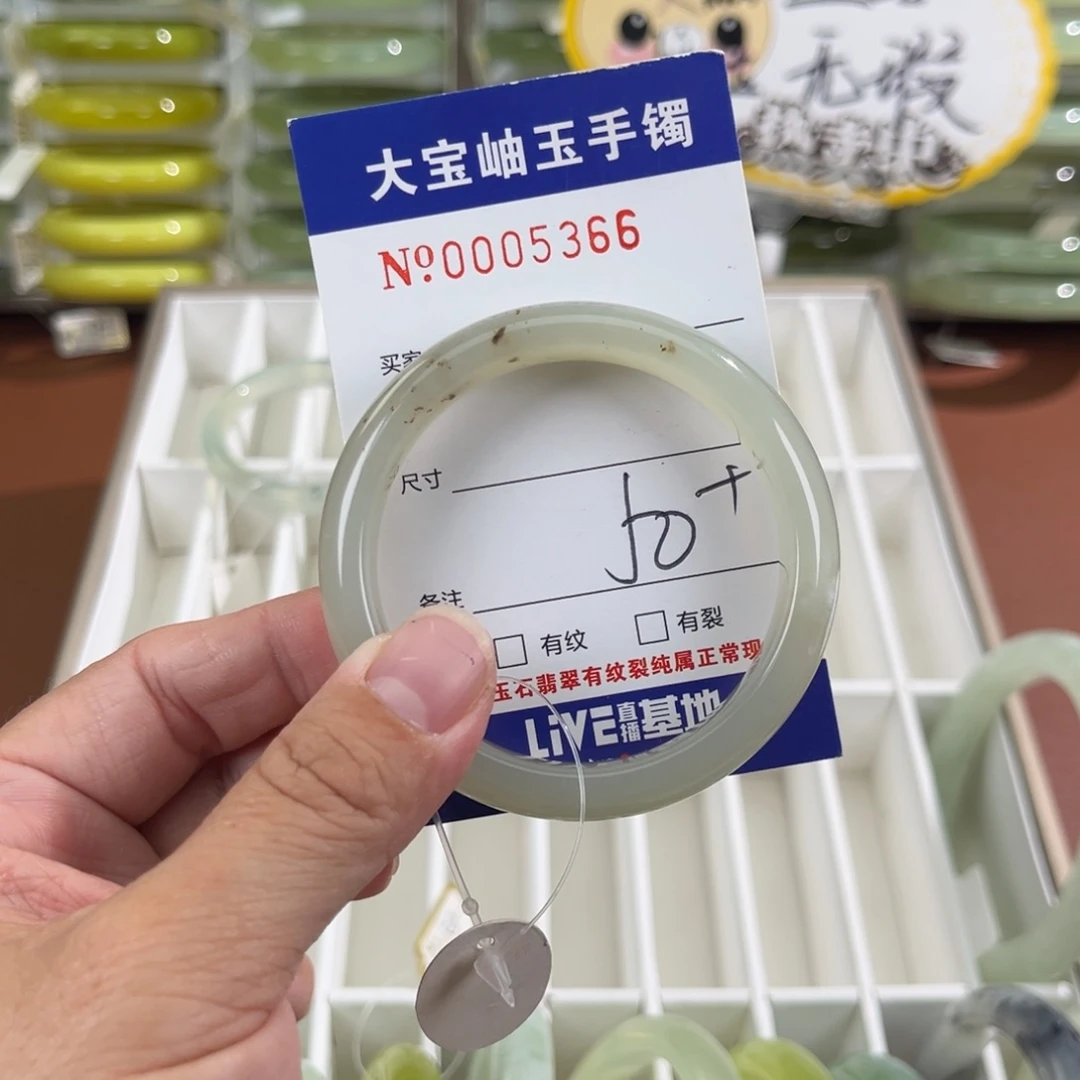 无瑕
大宝岫玉手镯
№0005366
买家
尺寸
50+
备注
有纹 有裂
玉石翡翠有纹裂纯属正常现
LiVE直播基地